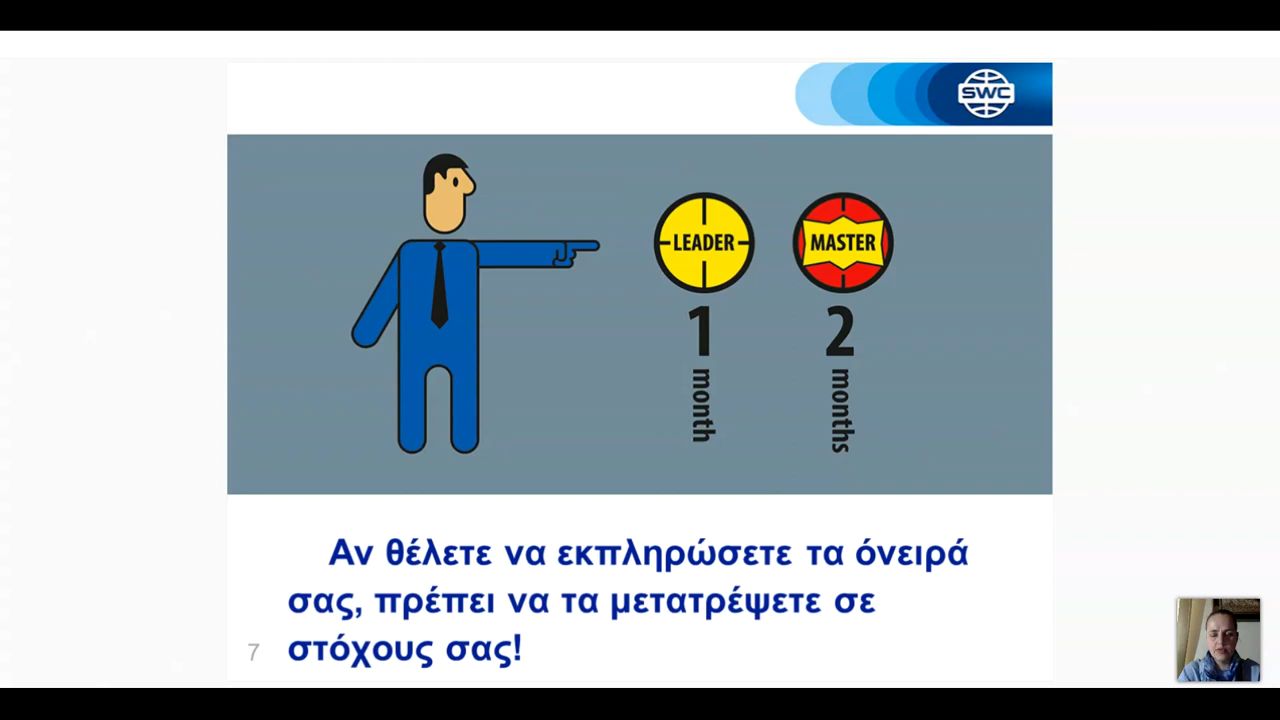 SWC
LEADER
MASTER
1
month
2
months
Αν θέλετε να εκπληρώσετε τα όνειρά
σας, πρέπει να τα μετατρέψετε σε
στόχους σας!
7